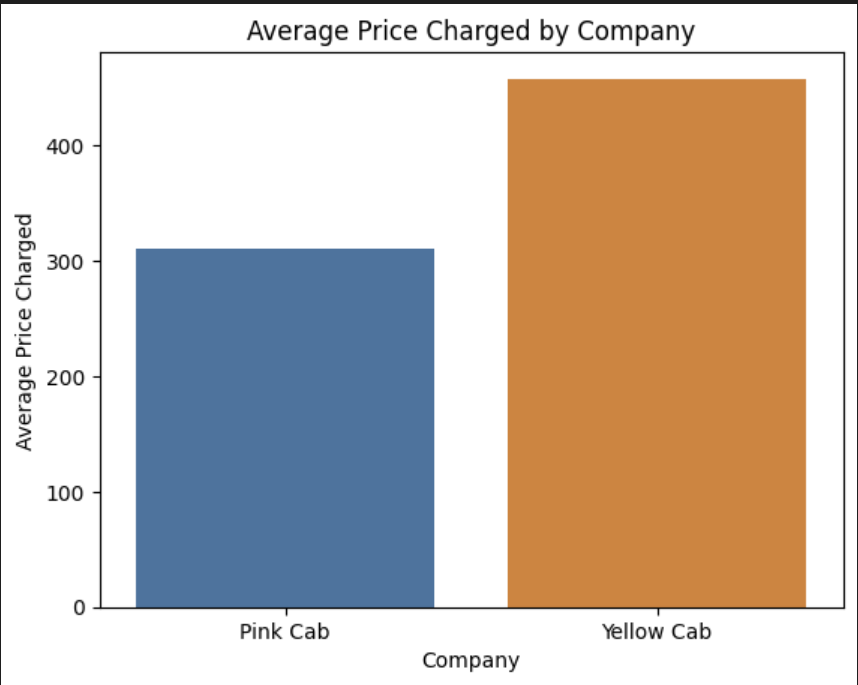 Average Price Charged by Company
Average Price Charged
400
300
200
100
0
Pink Cab
Yellow Cab
Company